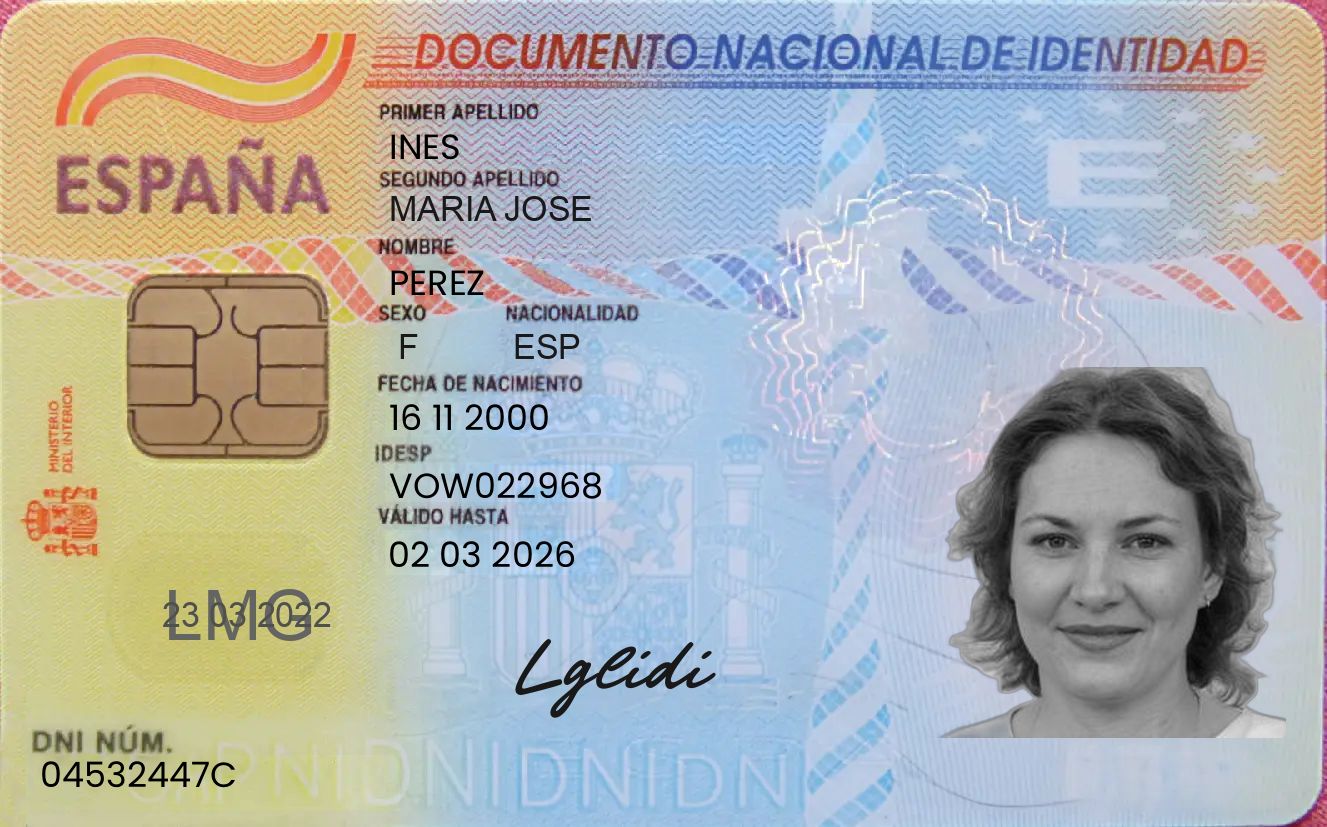 DOCUMENTO NACIONAL DE IDENTIDAD
ESPAÑA
PRIMER APELLIDO
INES
SEGUNDO APELLIDO
MARIA JOSE
NOMBRE
PEREZ
SEXO NACIONALIDAD
F ESP
FECHA DE NACIMIENTO
16 11 2000
IDESP
VOW022968
VÁLIDO HASTA
02 03 2026
MINISTERIO
DEL INTERIOR
E
LMG
23 03 2022
Lglidi
DNI NÚM.
04532447C
DNIDNIDNIDN